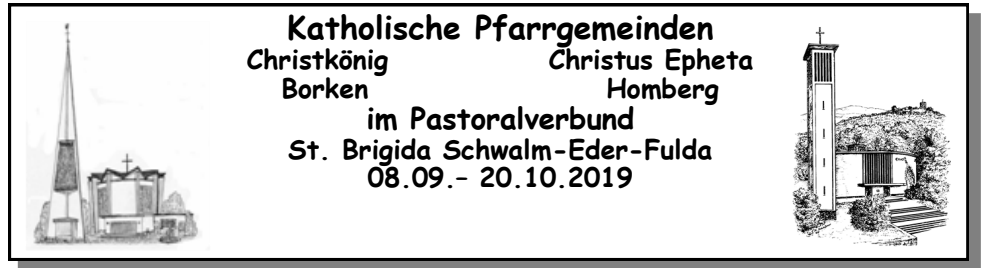 Katholische Pfarrgemeinden
Christkönig Christus Epheta
Borken Homberg
im Pastoralverbund
St. Brigida Schwalm-Eder-Fulda
08.09.– 20.10.2019